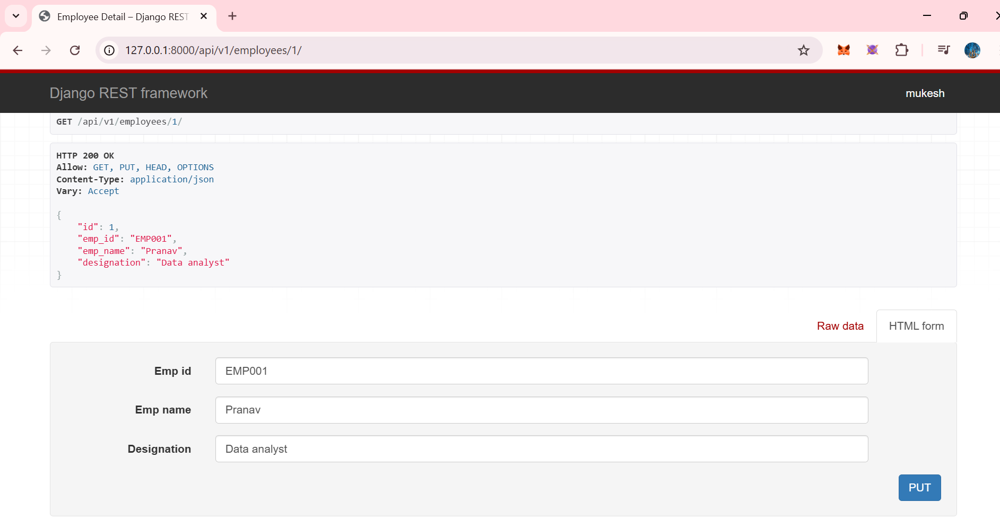 Employee Detail – Django REST
127.0.0.1:8000/api/v1/employees/1/
Django REST framework
mukesh
GET /api/v1/employees/1/
HTTP 200 OK
Allow: GET, PUT, HEAD, OPTIONS
Content-Type: application/json
Vary: Accept
{
    "id": 1,
    "emp_id": "EMP001",
    "emp_name": "Pranav",
    "designation": "Data analyst"
}
Raw data
HTML form
Emp id
EMP001
Emp name
Pranav
Designation
Data analyst
PUT